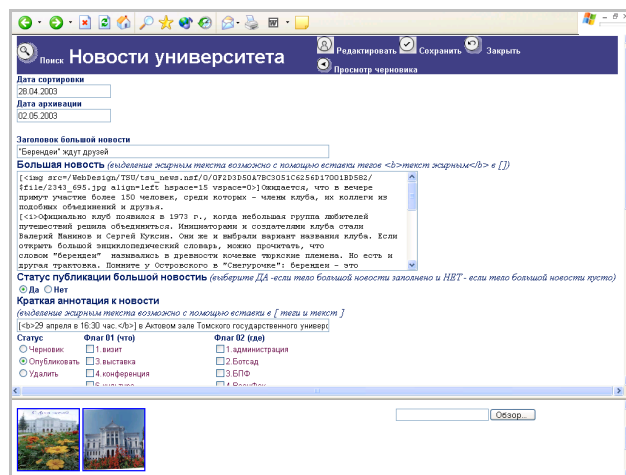 Поиск Новости университета
Редактировать Сохранить Закрыть
Просмотр черновика
Дата сортировки
28.04.2003
Дата архивации
02.05.2003
Заголовок большой новости
"Берендеи" ждут друзей
Большая новость (выделение жирным текста возможно с помощью вставки тегов <b>текст жирным</b> в [])
[<img src=/WebDesign/TSU/tsu_news.nsf/0/0F2D3D50A7BC3051C6256D17001BD5B2/
$file/2343_695.jpg align=left hspace=15 vspace=0>]Ожидается, что в вечере
примут участие более 150 человек, среди которых - члены клуба, их коллеги из
подобных объединений и друзья.
[<i>Официально клуб появился в 1973 г., когда небольшая группа любителей
путешествий решила объединиться. Инициаторами и создателями клуба стали
Валерий Макинов и Сергей Куксин. Они же и выбрали вариант названия клуба. Если
открыть большой энциклопедический словарь, можно прочитать, что
словом "берендеи" назывались в древности кочевые тюркские племена. Но есть и
другая трактовка. Помните у Островского в "Снегурочке": берендеи - это
Статус публикации большой новостиь (выберите ДА -если тело большой новости заполнено и НЕТ - если тело большой новости пусто)
Да Нет
Краткая аннотация к новости
(выделение жирным текста возможно с помощью вставки в [ теги и текст ]
[<b>29 апреля в 16:30 час.</b>] в Актовом зале Томского государственного универс
Статус Флаг 01 (что) Флаг 02 (где)
Черновик 1.визит 1.администрация
Опубликовать 3.выставка 2.Ботсад
Удалить 4.конференция 3.БПФ
Обзор...